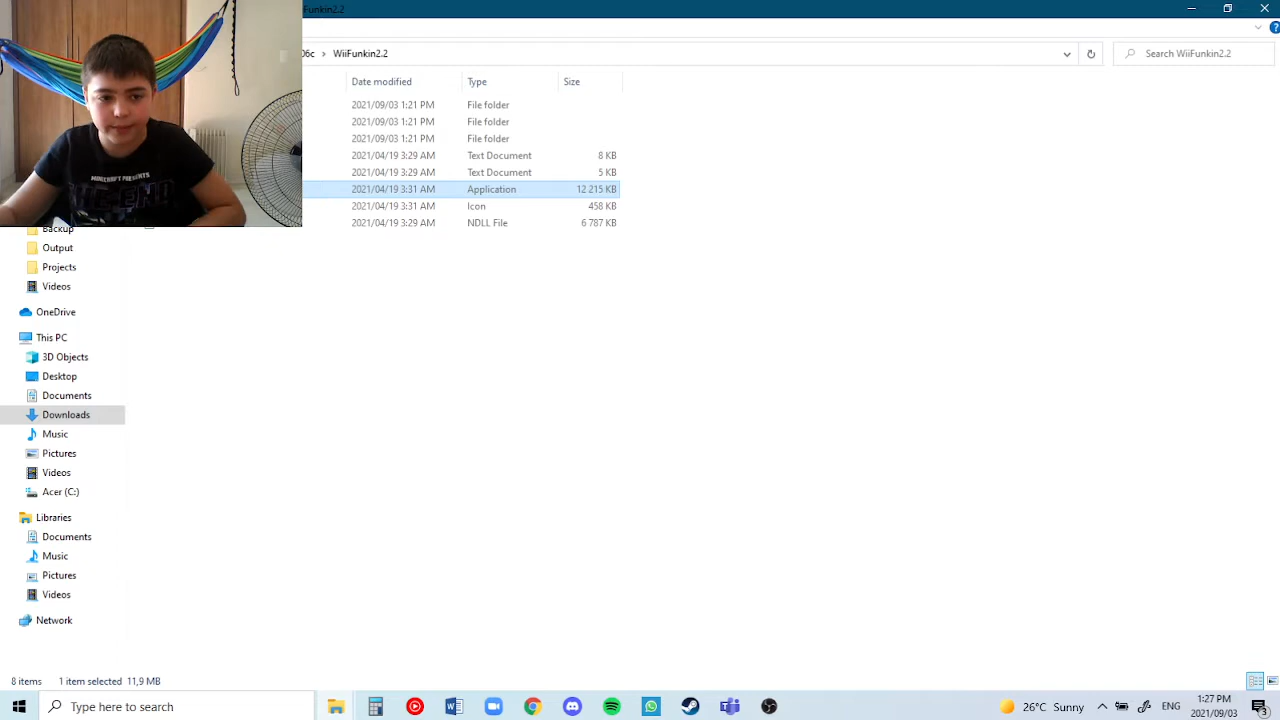 Funkin2.2
06c > WiiFunkin2.2
Search WiiFunkin2.2
Date modified Type Size
2021/09/03 1:21 PM File folder
2021/09/03 1:21 PM File folder
2021/09/03 1:21 PM File folder
2021/04/19 3:29 AM Text Document 8 KB
2021/04/19 3:29 AM Text Document 5 KB
2021/04/19 3:31 AM Application 12 215 KB
2021/04/19 3:31 AM Icon 458 KB
2021/04/19 3:29 AM NDLL File 6 787 KB
Backup
Output
Projects
Videos
OneDrive
This PC
3D Objects
Desktop
Documents
Downloads
Music
Pictures
Videos
Acer (C:)
Libraries
Documents
Music
Pictures
Videos
Network
8 items 1 item selected 11,9 MB
Type here to search
26°C Sunny
ENG
1:27 PM
2021/09/03
3